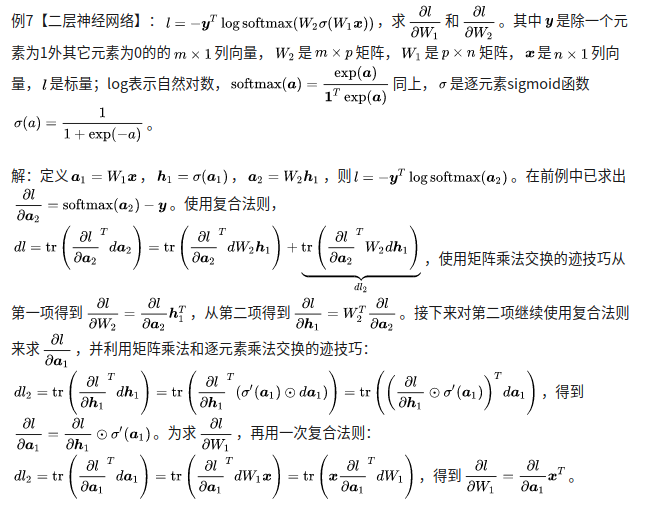 例7【二层神经网络】： $l = -\boldsymbol{y}^T \log \operatorname{softmax}(W_2\sigma(W_1\boldsymbol{x}))$ ，求 $\frac{\partial l}{\partial W_1}$ 和 $\frac{\partial l}{\partial W_2}$ 。其中 $\boldsymbol{y}$ 是除一个元
素为1外其它元素为0的的 $m \times 1$ 列向量， $W_2$ 是 $m \times p$ 矩阵， $W_1$ 是 $p \times n$ 矩阵， $\boldsymbol{x}$ 是 $n \times 1$ 列向
量， $l$ 是标量；log表示自然对数， $\operatorname{softmax}(\boldsymbol{a}) = \frac{\exp(\boldsymbol{a})}{\boldsymbol{1}^T \exp(\boldsymbol{a})}$ 同上， $\sigma$ 是逐元素sigmoid函数
$\sigma(a) = \frac{1}{1 + \exp(-a)}$ 。
解：定义 $\boldsymbol{a}_1 = W_1\boldsymbol{x}$ ， $\boldsymbol{h}_1 = \sigma(\boldsymbol{a}_1)$ ， $\boldsymbol{a}_2 = W_2\boldsymbol{h}_1$ ，则 $l = -\boldsymbol{y}^T \log \operatorname{softmax}(\boldsymbol{a}_2)$ 。在前例中已求出
$\frac{\partial l}{\partial \boldsymbol{a}_2} = \operatorname{softmax}(\boldsymbol{a}_2) - \boldsymbol{y}$ 。使用复合法则，
$dl = \operatorname{tr}\left(\frac{\partial l}{\partial \boldsymbol{a}_2}^T d\boldsymbol{a}_2\right) = \operatorname{tr}\left(\frac{\partial l}{\partial \boldsymbol{a}_2}^T dW_2\boldsymbol{h}_1\right) + \underbrace{\operatorname{tr}\left(\frac{\partial l}{\partial \boldsymbol{a}_2}^T W_2 d\boldsymbol{h}_1\right)}_{dl_2}$ ，使用矩阵乘法交换的迹技巧从
第一项得到 $\frac{\partial l}{\partial W_2} = \frac{\partial l}{\partial \boldsymbol{a}_2}\boldsymbol{h}_1^T$ ，从第二项得到 $\frac{\partial l}{\partial \boldsymbol{h}_1} = W_2^T \frac{\partial l}{\partial \boldsymbol{a}_2}$ 。接下来对第二项继续使用复合法则
来求 $\frac{\partial l}{\partial \boldsymbol{a}_1}$ ，并利用矩阵乘法和逐元素乘法交换的迹技巧：
$dl_2 = \operatorname{tr}\left(\frac{\partial l}{\partial \boldsymbol{h}_1}^T d\boldsymbol{h}_1\right) = \operatorname{tr}\left(\frac{\partial l}{\partial \boldsymbol{h}_1}^T (\sigma'(\boldsymbol{a}_1) \odot d\boldsymbol{a}_1)\right) = \operatorname{tr}\left(\left(\frac{\partial l}{\partial \boldsymbol{h}_1} \odot \sigma'(\boldsymbol{a}_1)\right)^T d\boldsymbol{a}_1\right)$ ，得到
$\frac{\partial l}{\partial \boldsymbol{a}_1} = \frac{\partial l}{\partial \boldsymbol{h}_1} \odot \sigma'(\boldsymbol{a}_1)$ 。为求 $\frac{\partial l}{\partial W_1}$ ，再用一次复合法则：
$dl_2 = \operatorname{tr}\left(\frac{\partial l}{\partial \boldsymbol{a}_1}^T d\boldsymbol{a}_1\right) = \operatorname{tr}\left(\frac{\partial l}{\partial \boldsymbol{a}_1}^T dW_1\boldsymbol{x}\right) = \operatorname{tr}\left(\boldsymbol{x}\frac{\partial l}{\partial \boldsymbol{a}_1}^T dW_1\right)$ ，得到 $\frac{\partial l}{\partial W_1} = \frac{\partial l}{\partial \boldsymbol{a}_1}\boldsymbol{x}^T$ 。